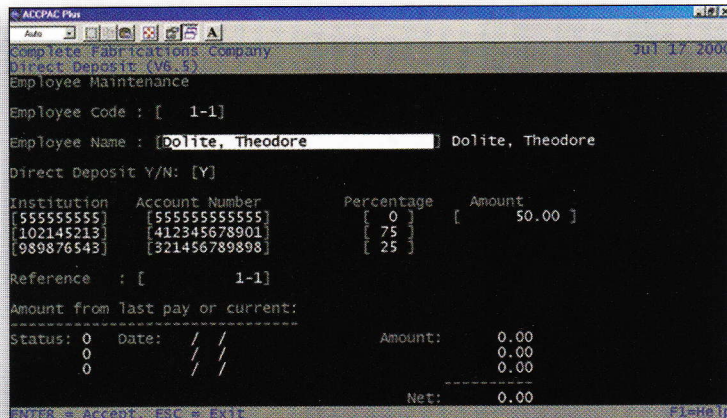 ACCPAC Plus
Auto A
Complete Fabrications Company Jul 17 2000
Direct Deposit (V6.5)
Employee Maintenance
Employee Code : [ 1-1]
Employee Name : [Dolite, Theodore ] Dolite, Theodore
Direct Deposit Y/N: [Y]
Institution Account Number Percentage Amount
[555555555] [555555555555] [ 0 ] [ 50.00 ]
[102145213] [412345678901] [ 75 ]
[989876543] [321456789898] [ 25 ]
Reference : [ 1-1]
Amount from last pay or current:
--------------------------------
Status: 0 Date: / / Amount: 0.00
0 / / 0.00
0 / / 0.00
-----------
Net: 0.00
ENTER = Accept, ESC = Exit F1=Help